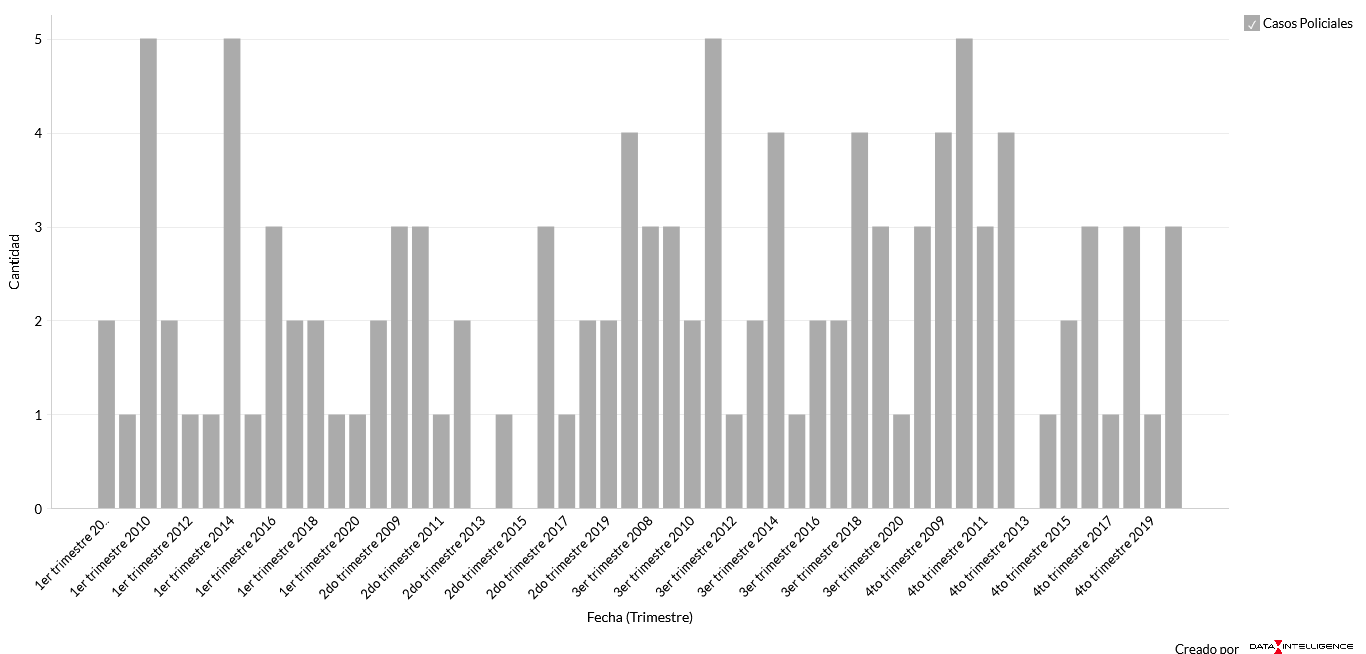 Casos Policiales
5
4
3
2
1
0
Cantidad
1er trimestre 20..
1er trimestre 2010
1er trimestre 2012
1er trimestre 2014
1er trimestre 2016
1er trimestre 2018
1er trimestre 2020
2do trimestre 2009
2do trimestre 2011
2do trimestre 2013
2do trimestre 2015
2do trimestre 2017
2do trimestre 2019
3er trimestre 2008
3er trimestre 2010
3er trimestre 2012
3er trimestre 2014
3er trimestre 2016
3er trimestre 2018
3er trimestre 2020
4to trimestre 2009
4to trimestre 2011
4to trimestre 2013
4to trimestre 2015
4to trimestre 2017
4to trimestre 2019
Fecha (Trimestre)
Creado por DATA INTELLIGENCE